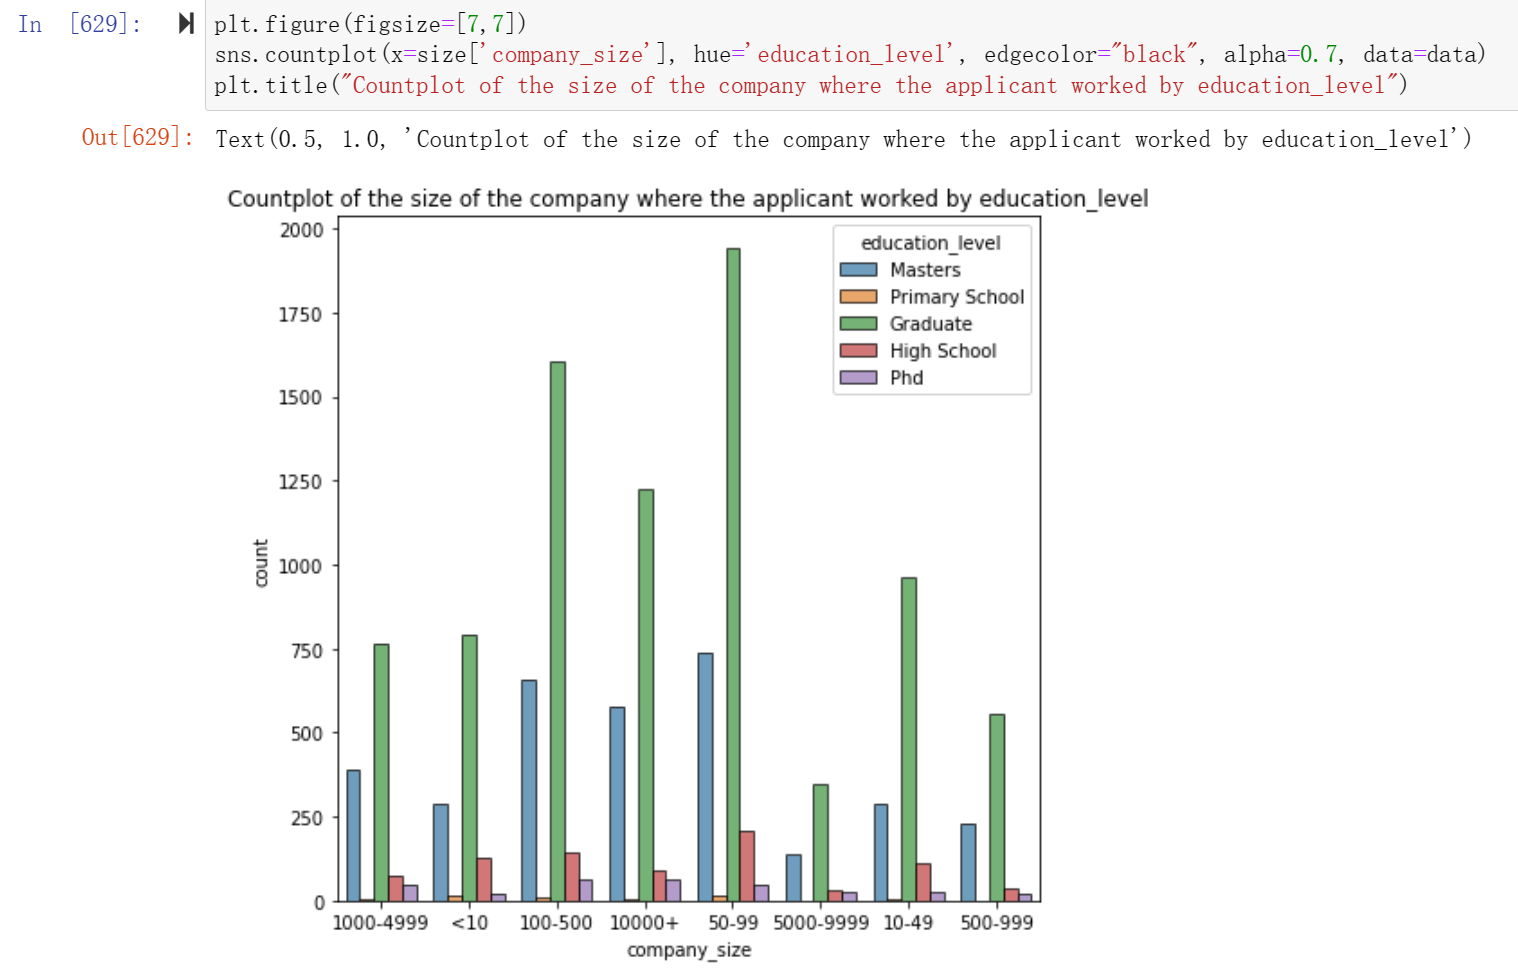 In [629]:
plt.figure(figsize=[7,7])
sns.countplot(x=size['company_size'], hue='education_level', edgecolor="black", alpha=0.7, data=data)
plt.title("Countplot of the size of the company where the applicant worked by education_level")
Out[629]: Text(0.5, 1.0, 'Countplot of the size of the company where the applicant worked by education_level')
Countplot of the size of the company where the applicant worked by education_level
education_level
Masters
Primary School
Graduate
High School
Phd
2000
1750
1500
1250
1000
750
500
250
0
count
1000-4999 <10 100-500 10000+ 50-99 5000-9999 10-49 500-999
company_size